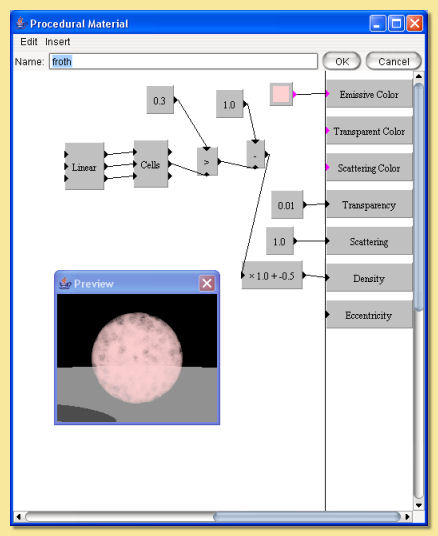 Procedural Material
Edit Insert
Name: froth OK Cancel
0.3
1.0
Emissive Color
Transparent Color
Linear
Cells
>
-
Scattering Color
0.01
Transparency
1.0
Scattering
× 1.0 + -0.5
Density
Eccentricity
Preview